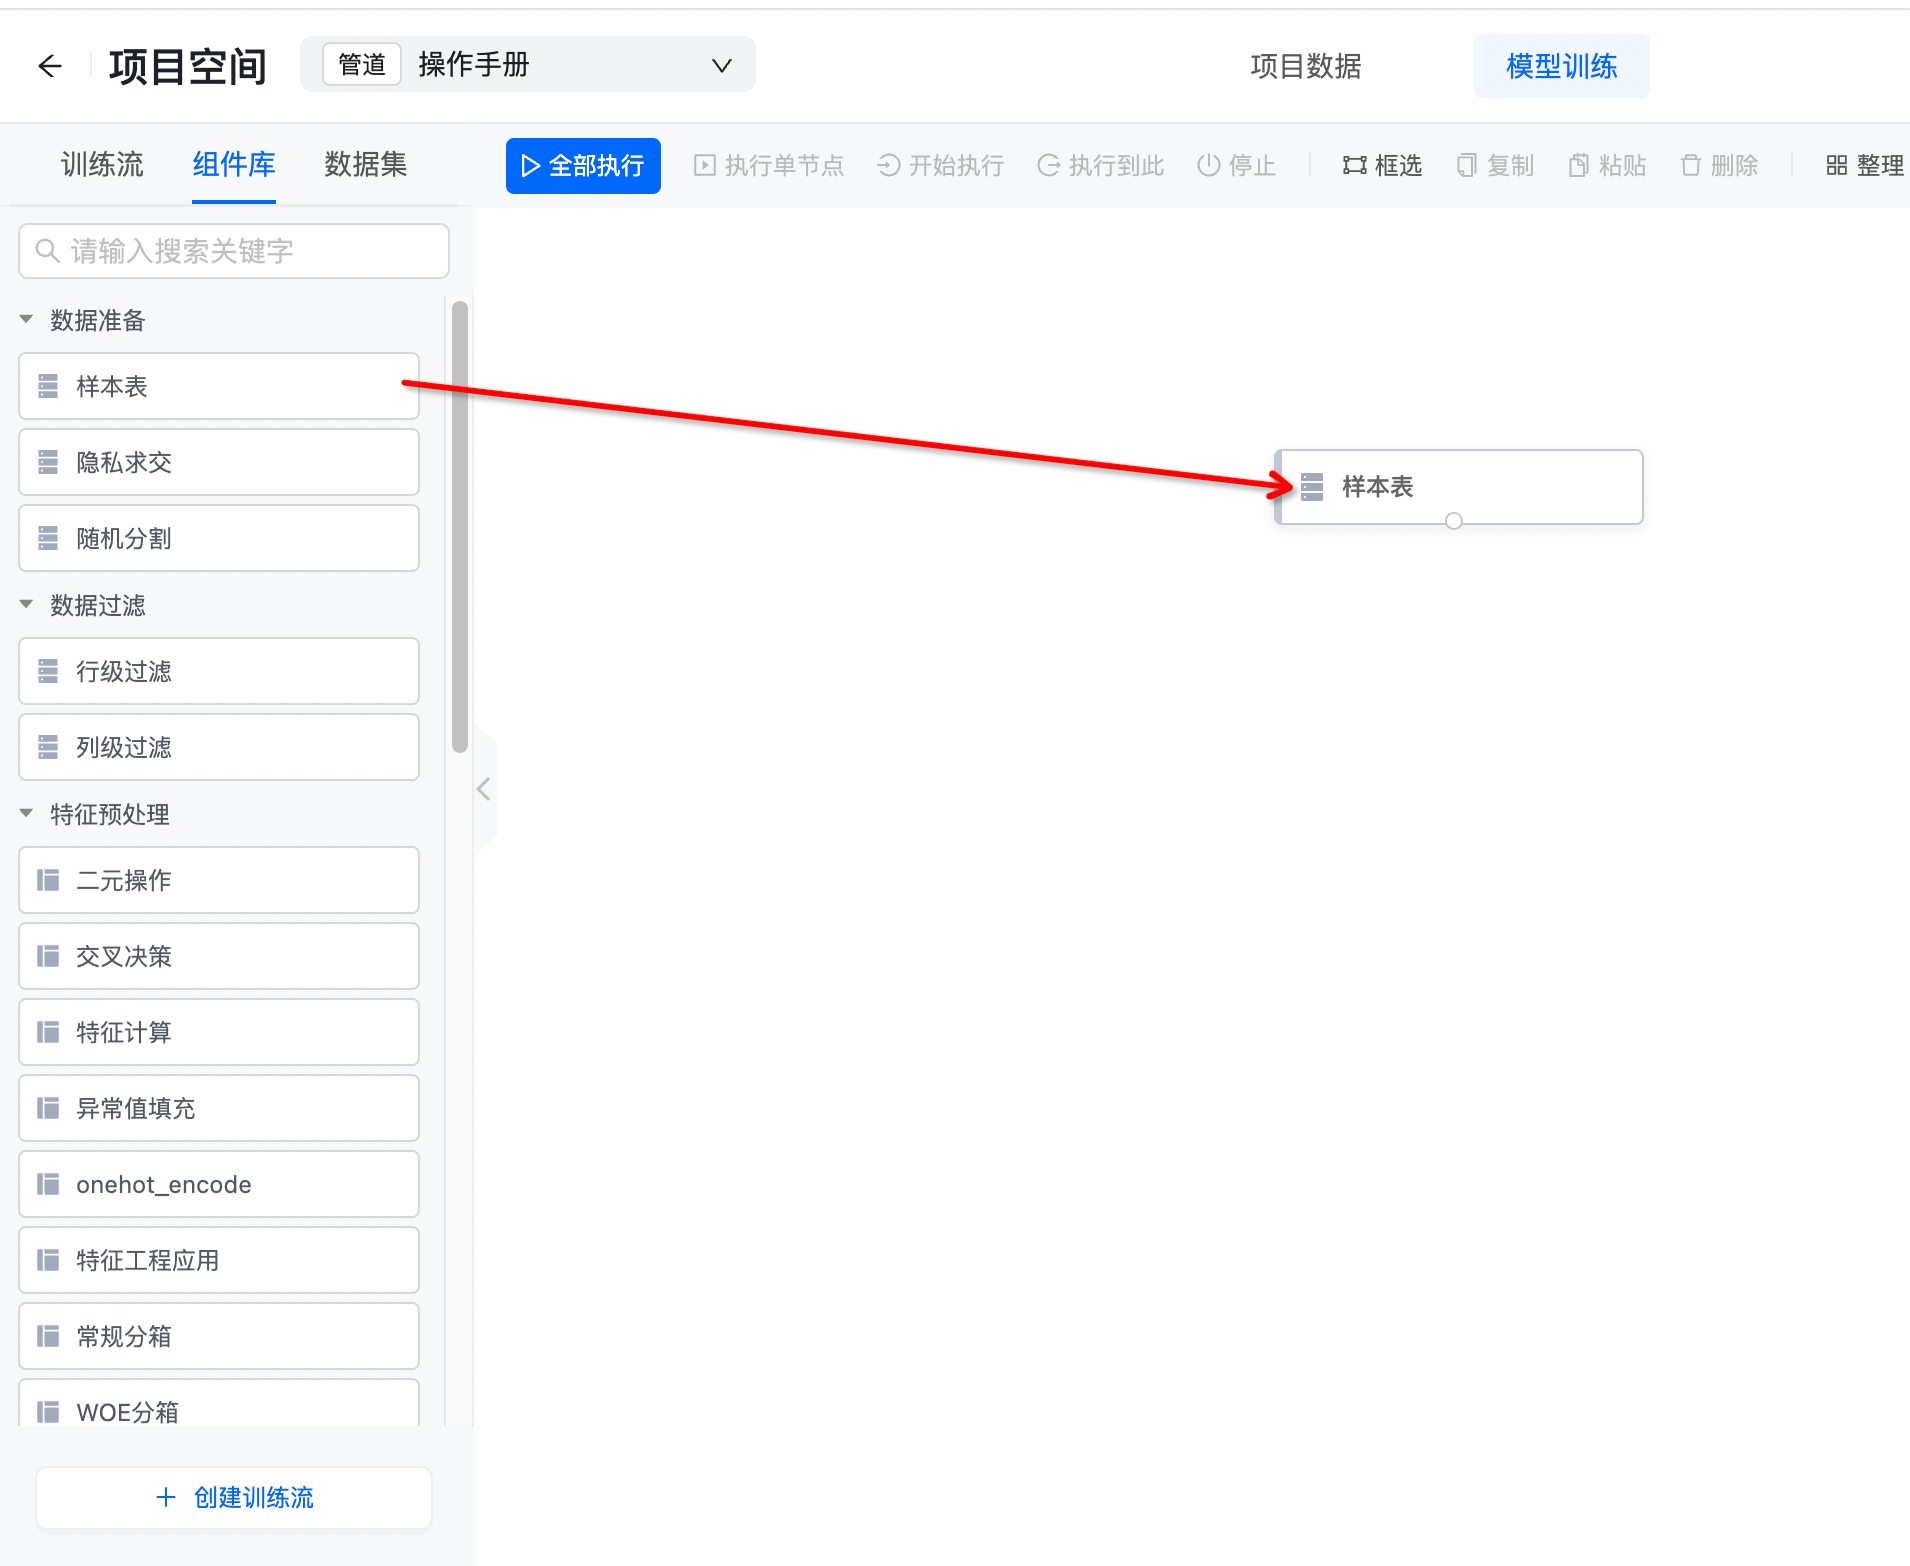 项目空间 管道 操作手册 项目数据 模型训练
训练流 组件库 数据集 全部执行 执行单节点 开始执行 执行到此 停止 框选 复制 粘贴 删除 整理
请输入搜索关键字
数据准备
样本表
隐私求交
随机分割
数据过滤
行级过滤
列级过滤
特征预处理
二元操作
交叉决策
特征计算
异常值填充
onehot_encode
特征工程应用
常规分箱
WOE分箱
创建训练流
样本表